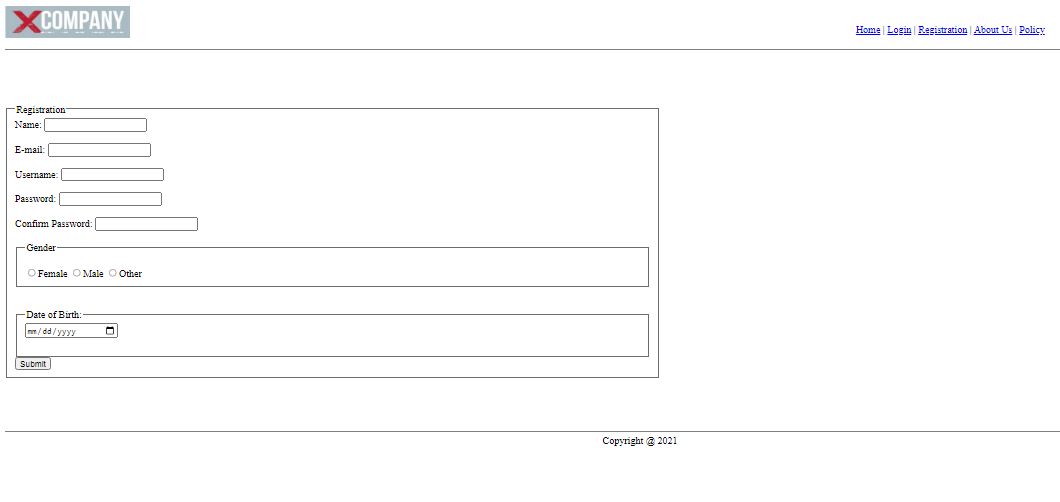 XCOMPANY
Home | Login | Registration | About Us | Policy
Registration
Name:
E-mail:
Username:
Password:
Confirm Password:
Gender
Female Male Other
Date of Birth:
mm/dd/yyyy
Submit
Copyright @ 2021